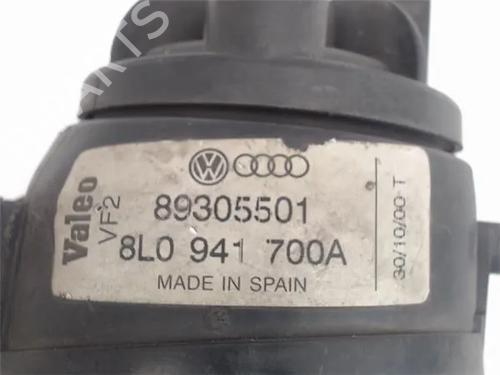 Valeo
VF2
89305501
8L0 941 700A
MADE IN SPAIN
30/10/00 T